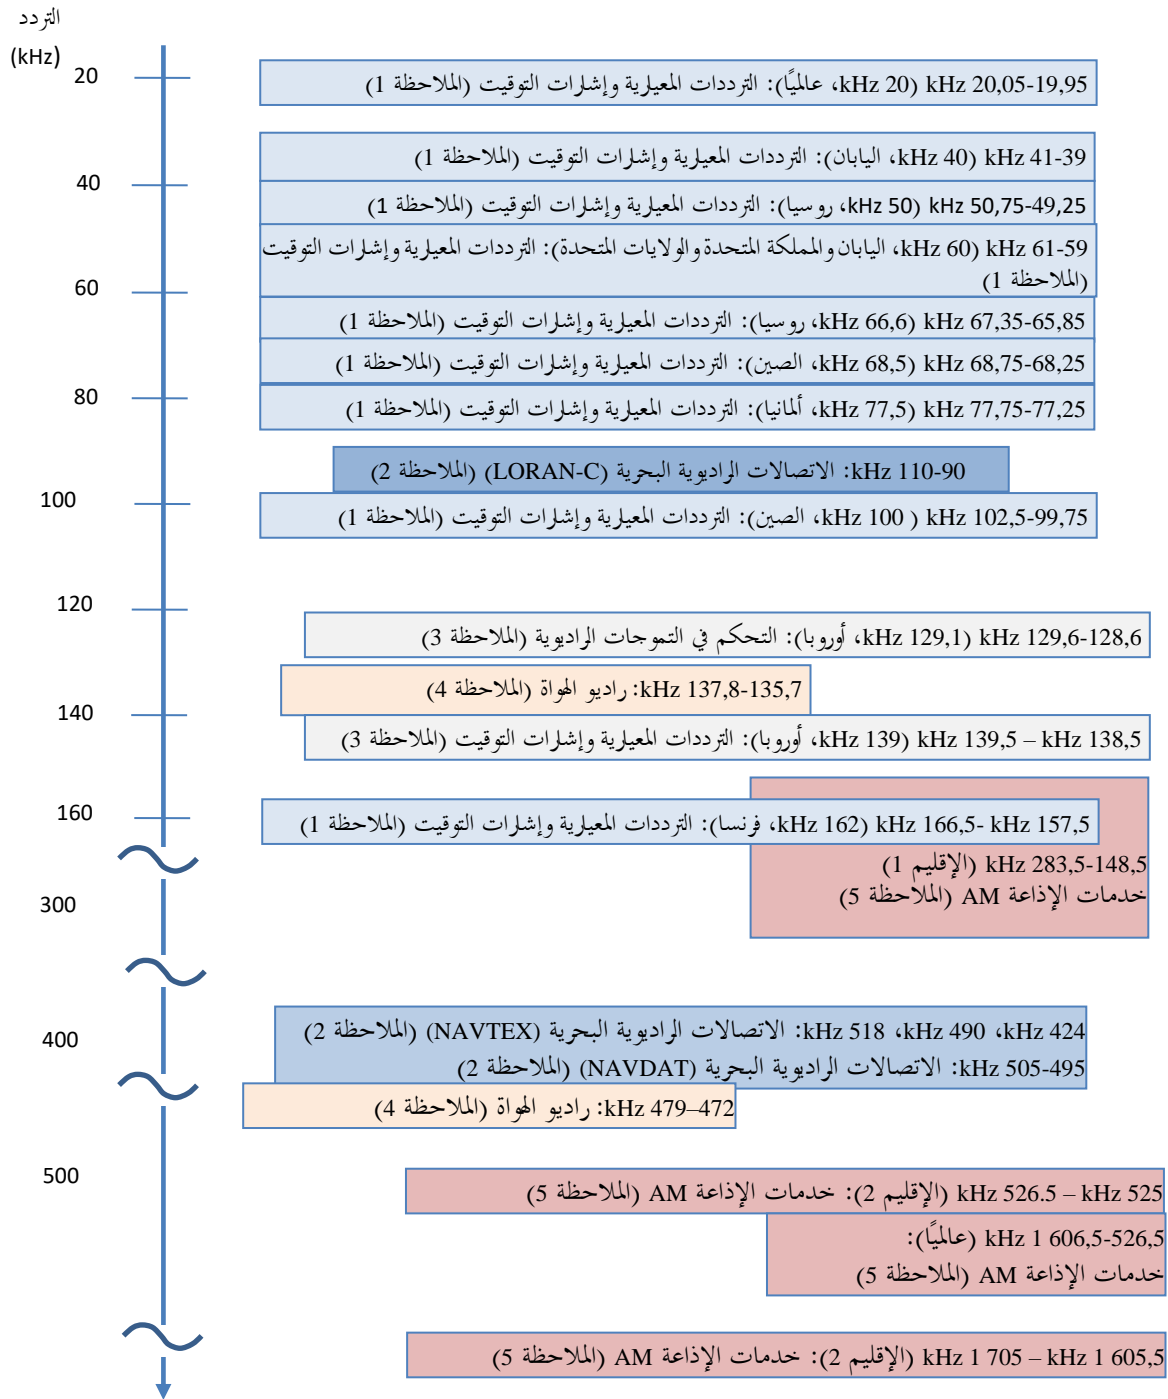 التردد
(kHz)
20
kHz 20,05-19,95 (kHz 20، عالميًا): الترددات المعيارية وإشارات التوقيت (الملاحظة 1)
kHz 41-39 (kHz 40، اليابان): الترددات المعيارية وإشارات التوقيت (الملاحظة 1)
40
kHz 50,75-49,25 (kHz 50، روسيا): الترددات المعيارية وإشارات التوقيت (الملاحظة 1)
kHz 61-59 (kHz 60، اليابان والمملكة المتحدة والولايات المتحدة): الترددات المعيارية وإشارات التوقيت
(الملاحظة 1)
60
kHz 67,35-65,85 (kHz 66,6، روسيا): الترددات المعيارية وإشارات التوقيت (الملاحظة 1)
kHz 68,75-68,25 (kHz 68,5، الصين): الترددات المعيارية وإشارات التوقيت (الملاحظة 1)
80
kHz 77,75-77,25 (kHz 77,5، ألمانيا): الترددات المعيارية وإشارات التوقيت (الملاحظة 1)
kHz 110-90: الاتصالات الراديوية البحرية (LORAN-C) (الملاحظة 2)
100
kHz 102,5-99,75 ( kHz 100، الصين): الترددات المعيارية وإشارات التوقيت (الملاحظة 1)
120
kHz 129,6-128,6 (kHz 129,1، أوروبا): التحكم في التموجات الراديوية (الملاحظة 3)
kHz 137,8-135,7: راديو الهواة (الملاحظة 4)
140
kHz 139,5 – kHz 138,5 (kHz 139، أوروبا): الترددات المعيارية وإشارات التوقيت (الملاحظة 3)
160
kHz 166,5- kHz 157,5 (kHz 162، فرنسا): الترددات المعيارية وإشارات التوقيت (الملاحظة 1)
kHz 283,5-148,5 (الإقليم 1)
خدمات الإذاعة AM (الملاحظة 5)
300
400
kHz 424، kHz 490، kHz 518: الاتصالات الراديوية البحرية (NAVTEX) (الملاحظة 2)
kHz 505-495: الاتصالات الراديوية البحرية (NAVDAT) (الملاحظة 2)
kHz 479–472: راديو الهواة (الملاحظة 4)
500
kHz 526.5 – kHz 525 (الإقليم 2): خدمات الإذاعة AM (الملاحظة 5)
kHz 1 606,5-526,5 (عالميًا):
خدمات الإذاعة AM (الملاحظة 5)
kHz 1 705 – kHz 1 605,5 (الإقليم 2): خدمات الإذاعة AM (الملاحظة 5)